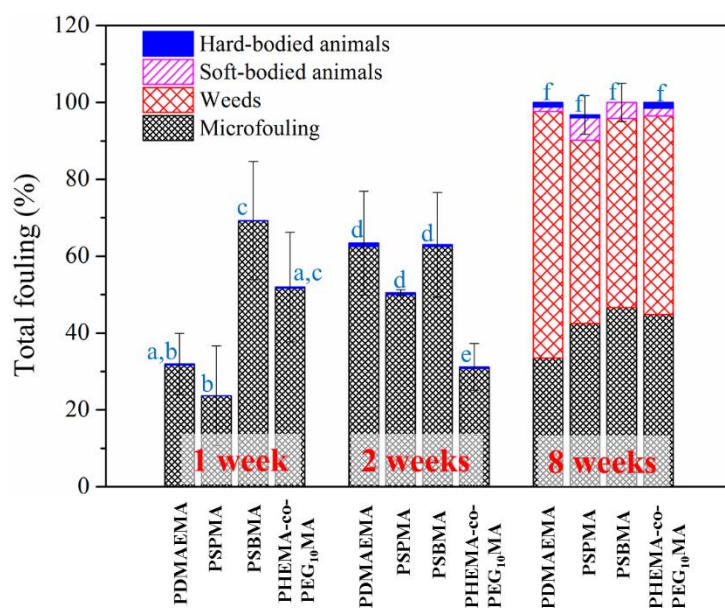 120
100
80
60
40
20
0
Total fouling (%)
Hard-bodied animals
Soft-bodied animals
Weeds
Microfouling
a,b
b
c
a,c
d
d
d
e
f
f
f
f
1 week
2 weeks
8 weeks
PDMAEMA
PSPMA
PSBMA
PHEMA-co-
PEG₁₀MA
PDMAEMA
PSPMA
PSBMA
PHEMA-co-
PEG₁₀MA
PDMAEMA
PSPMA
PSBMA
PHEMA-co-
PEG₁₀MA